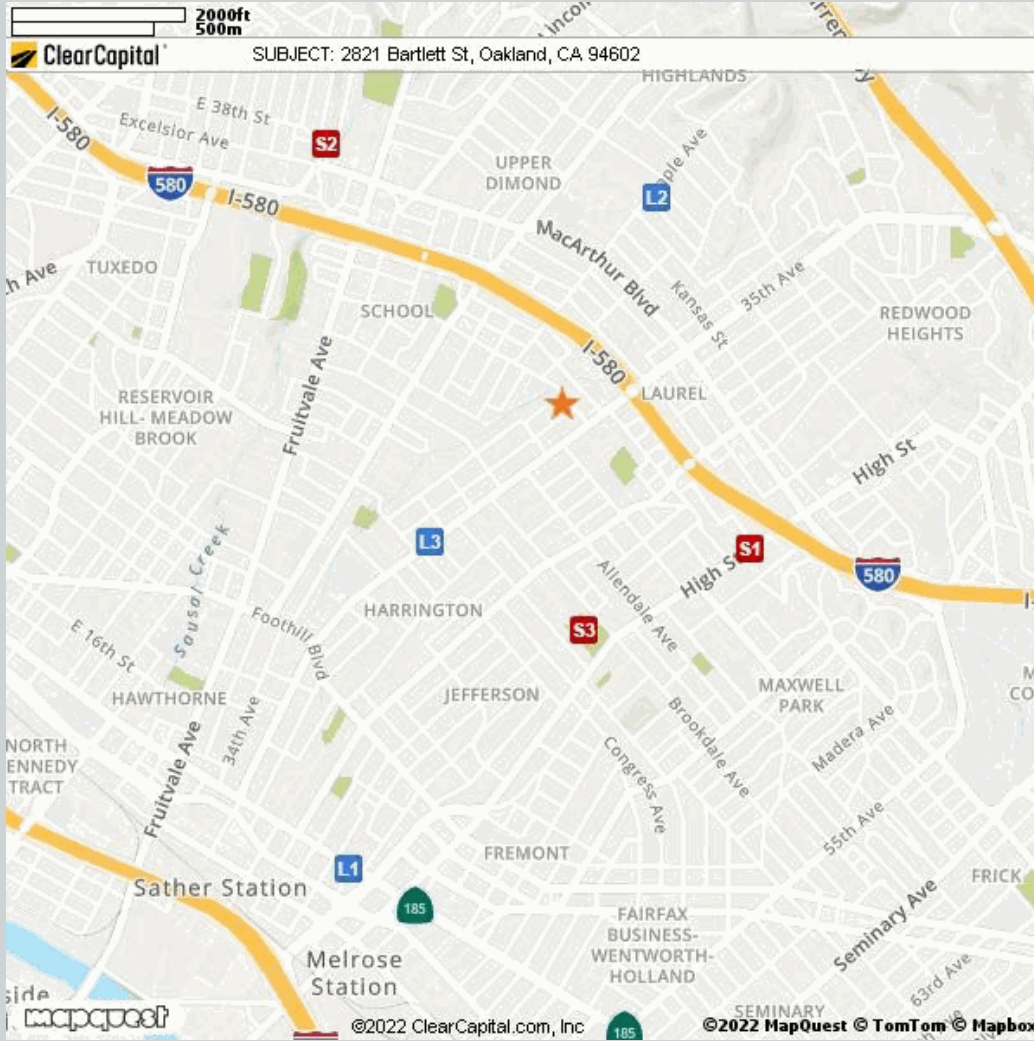 2000ft
500m
ClearCapital
SUBJECT: 2821 Bartlett St, Oakland, CA 94602
HIGHLANDS
E 38th St
Excelsior Ave
I-580
S2
580
I-580
UPPER
DIMOND
L2
MacArthur Blvd
TUXEDO
SCHOOL
Kansas St
35th Ave
REDWOOD
HEIGHTS
Fruitvale Ave
I-580
LAUREL
RESERVOIR
HILL- MEADOW
BROOK
High St
L3
S1
580
Sausal Creek
Allendale Ave
High St
HARRINGTON
Foothill Blvd
S3
E 16th St
HAWTHORNE
JEFFERSON
MAXWELL
PARK
34th Ave
Brookdale Ave
Madera Ave
NORTH
Fruitvale Ave
Congress Ave
TRACT
55th Ave
FREMONT
L1
FRICK
Sather Station
185
FAIRFAX
BUSINESS-
WENTWORTH-
HOLLAND
Seminary Ave
Melrose
Station
63rd Ave
SEMINARY
mapquest
©2022 ClearCapital.com, Inc
185
©2022 MapQuest © TomTom © Mapbox